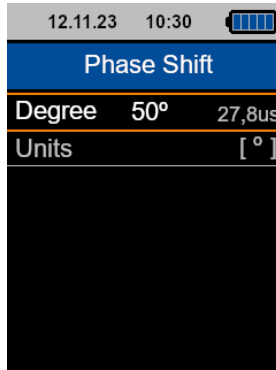 12.11.23 10:30
Phase Shift
Degree 50º 27,8us
Units [ º ]